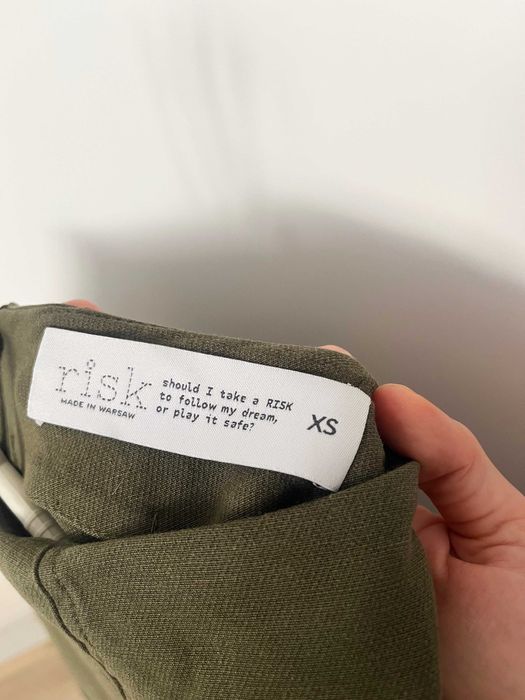 risk
MADE IN WARSAW
should I take a RISK
to follow my dream,
or play it safe?
XS